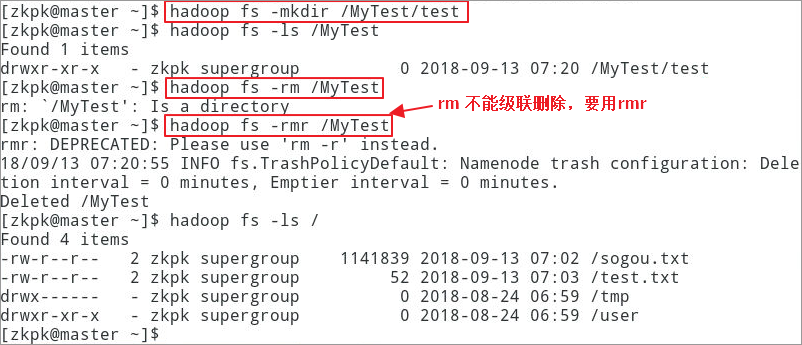 [zkpk@master ~]$ hadoop fs -mkdir /MyTest/test
[zkpk@master ~]$ hadoop fs -ls /MyTest
Found 1 items
drwxr-xr-x   - zkpk supergroup          0 2018-09-13 07:20 /MyTest/test
[zkpk@master ~]$ hadoop fs -rm /MyTest
rm: `/MyTest': Is a directory
rm 不能级联删除，要用rmr
[zkpk@master ~]$ hadoop fs -rmr /MyTest
rmr: DEPRECATED: Please use 'rm -r' instead.
18/09/13 07:20:55 INFO fs.TrashPolicyDefault: Namenode trash configuration: Dele
tion interval = 0 minutes, Emptier interval = 0 minutes.
Deleted /MyTest
[zkpk@master ~]$ hadoop fs -ls /
Found 4 items
-rw-r--r--   2 zkpk supergroup    1141839 2018-09-13 07:02 /sogou.txt
-rw-r--r--   2 zkpk supergroup         52 2018-09-13 07:03 /test.txt
drwx------   - zkpk supergroup          0 2018-08-24 06:59 /tmp
drwxr-xr-x   - zkpk supergroup          0 2018-08-24 06:59 /user
[zkpk@master ~]$